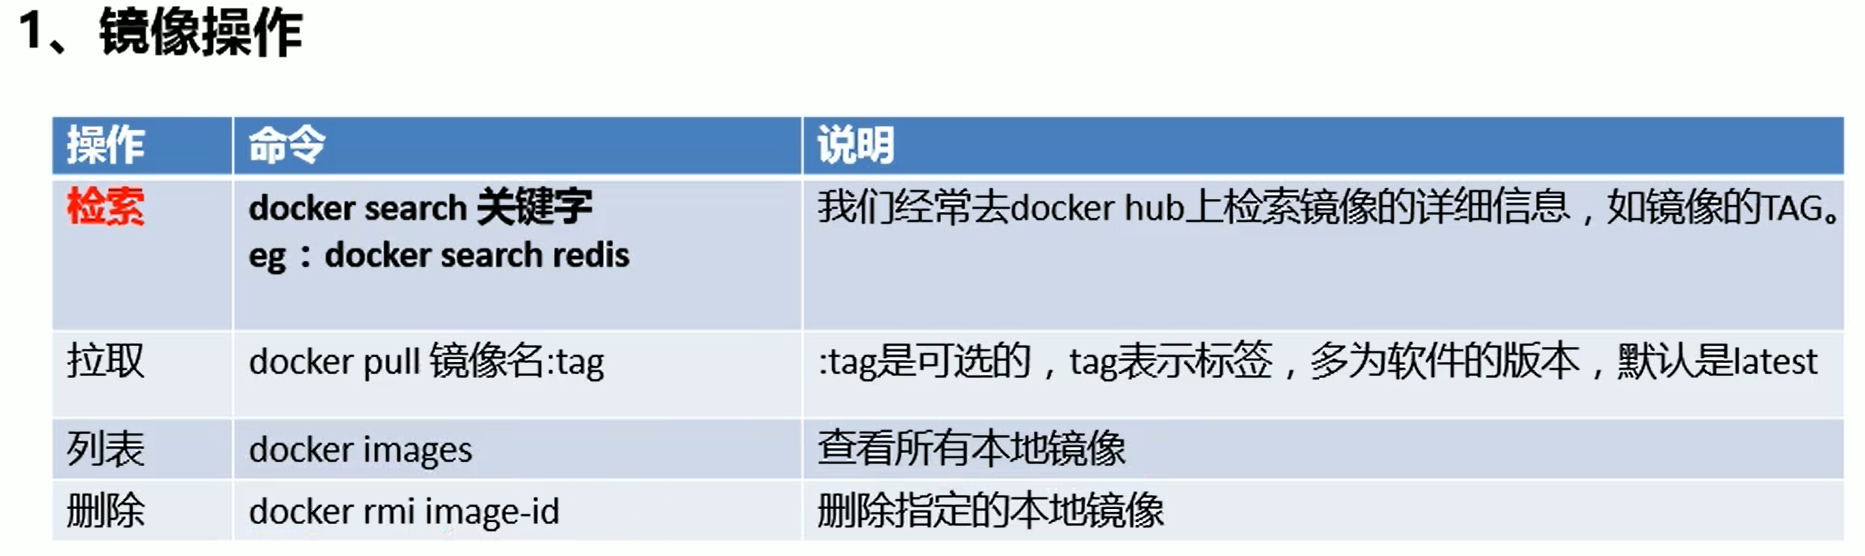 1、镜像操作
操作 命令 说明
检索 docker search 关键字 我们经常去docker hub上检索镜像的详细信息，如镜像的TAG。
eg：docker search redis
拉取 docker pull 镜像名:tag :tag是可选的，tag表示标签，多为软件的版本，默认是latest
列表 docker images 查看所有本地镜像
删除 docker rmi image-id 删除指定的本地镜像